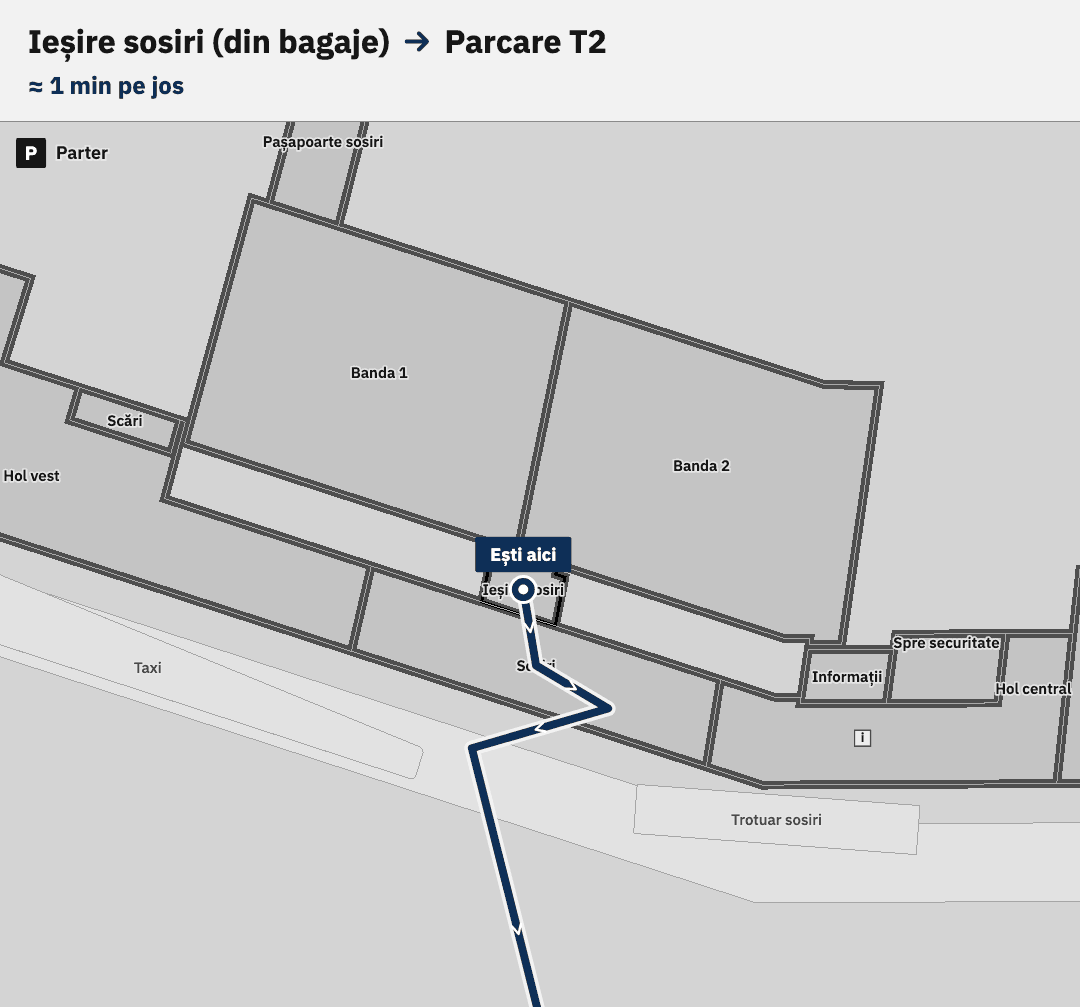 Ieșire sosiri (din bagaje) → Parcare T2
≈ 1 min pe jos
P Parter
Pașapoarte sosiri
Banda 1
Scări
Banda 2
Hol vest
Ești aici
Spre securitate
Informații
Hol central
Taxi
i
Trotuar sosiri